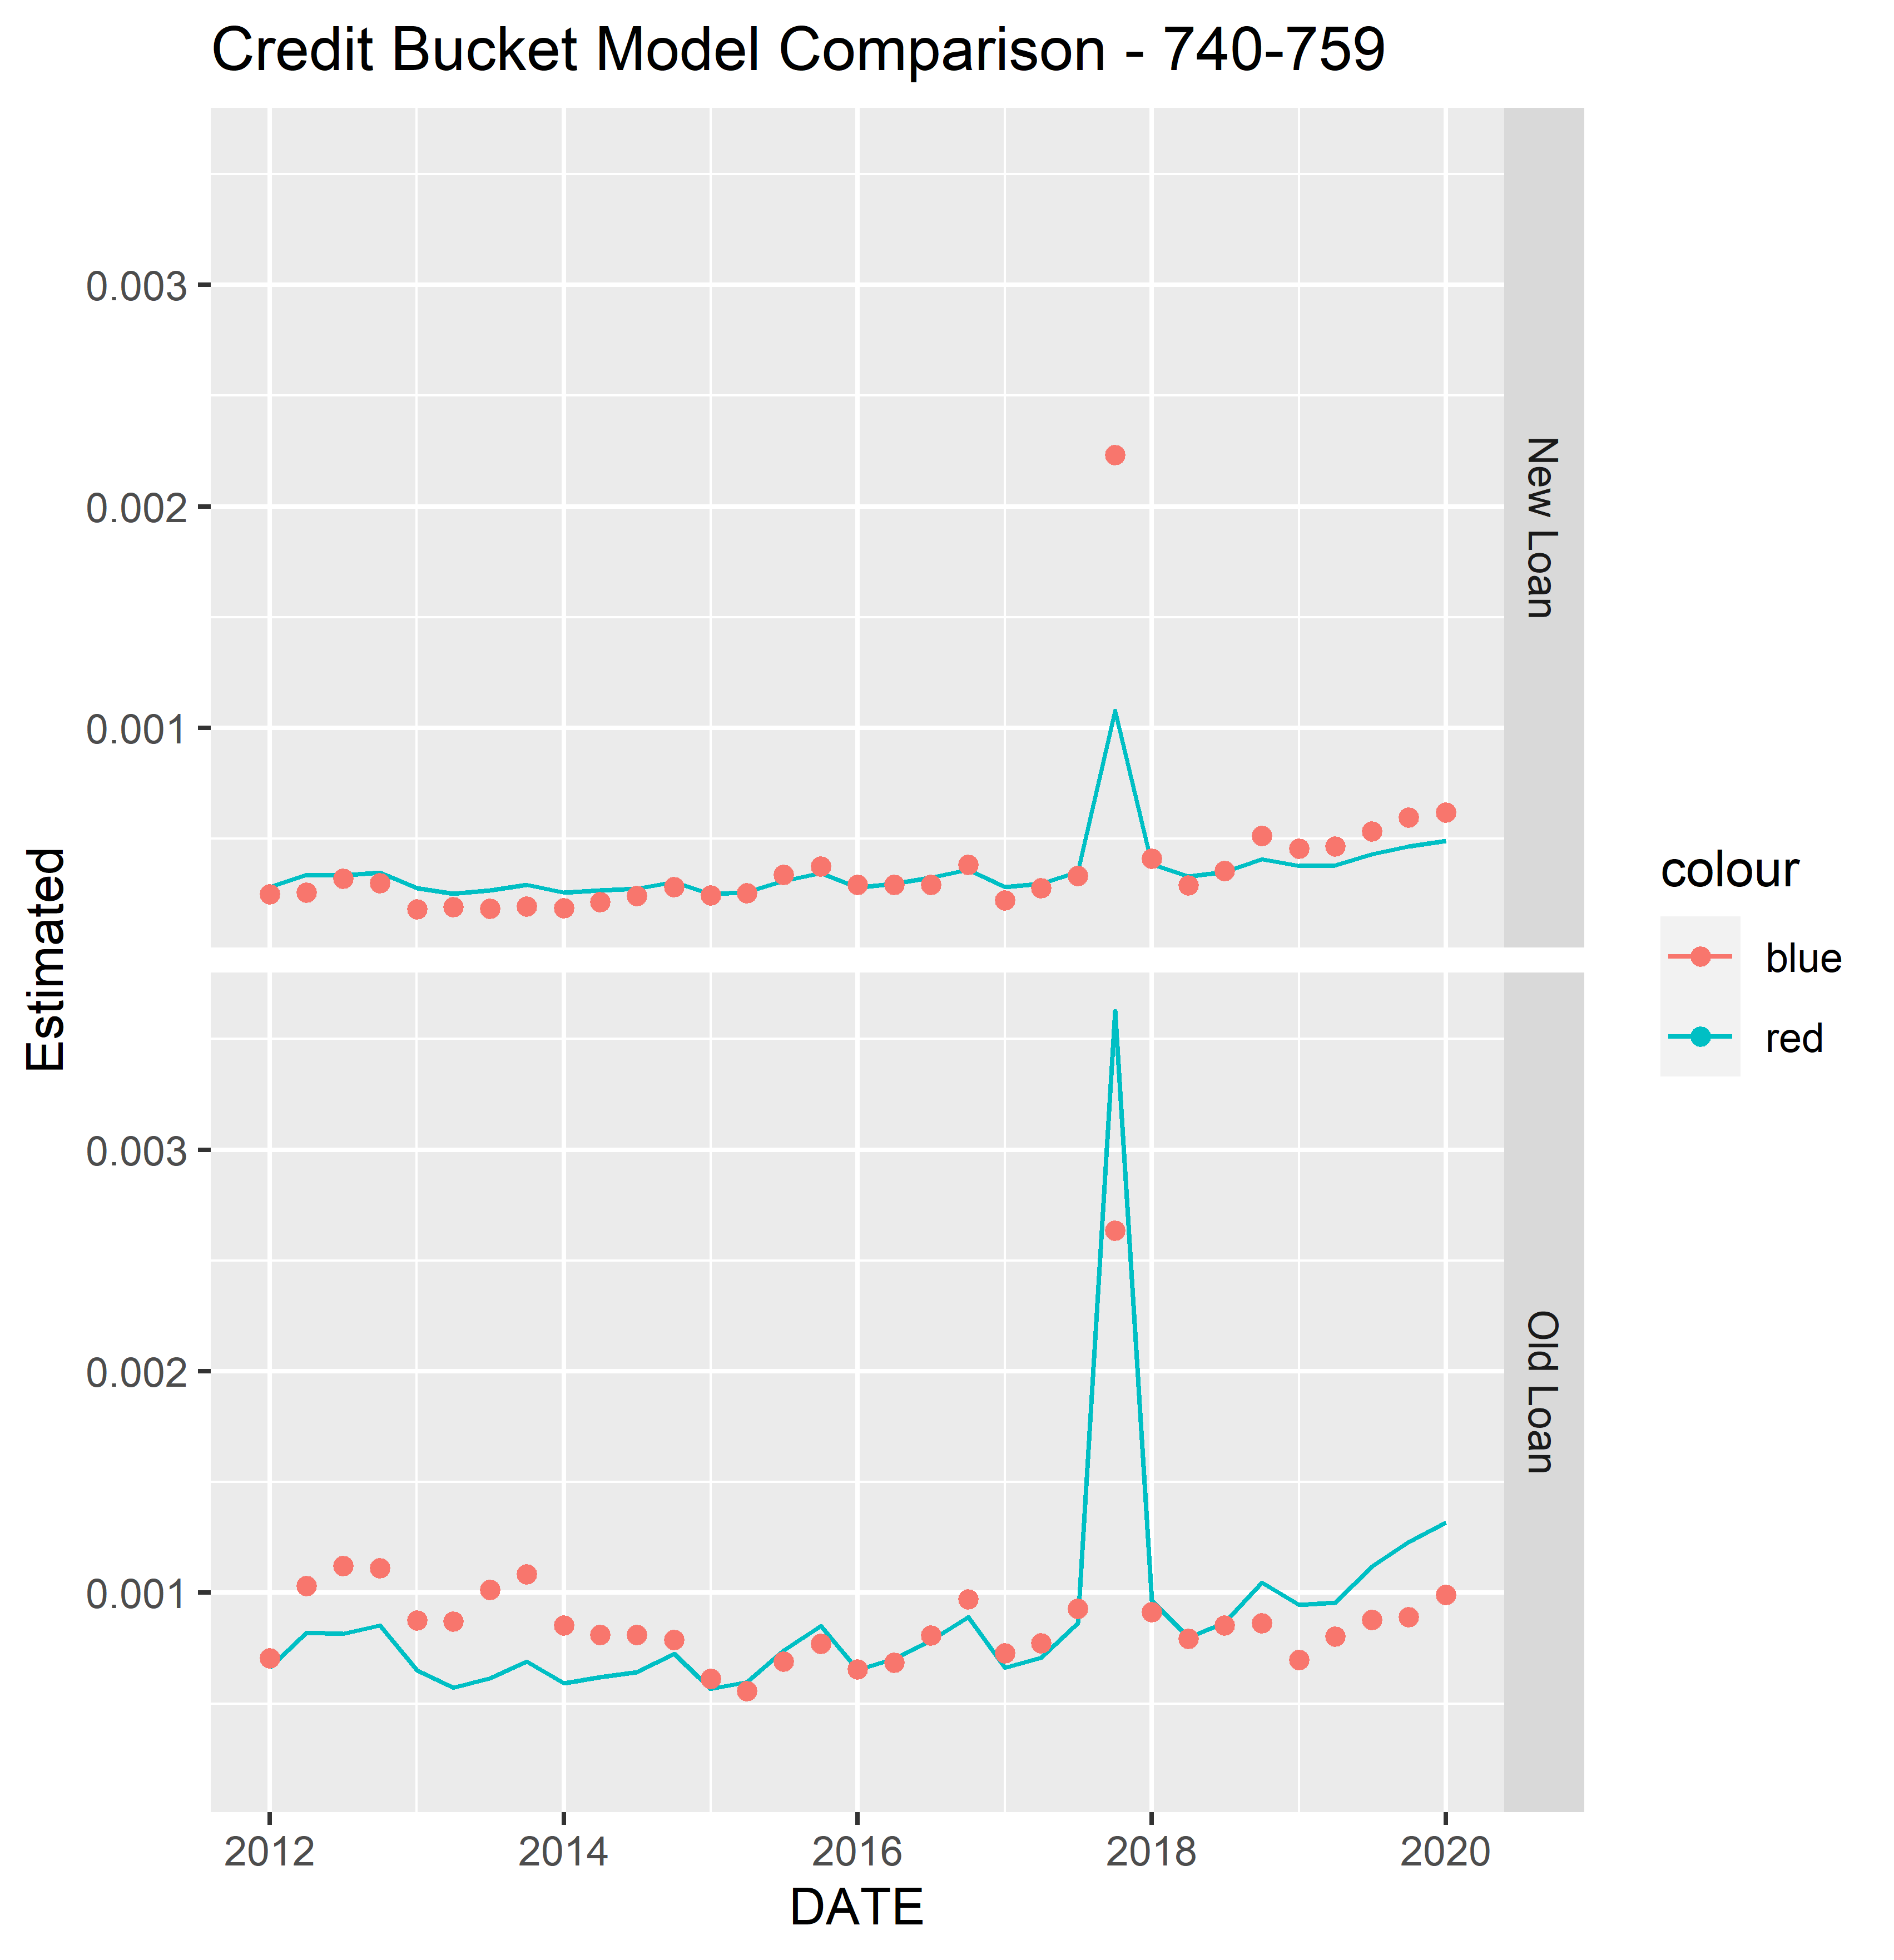 Credit Bucket Model Comparison - 740-759
Estimated
0.003
0.002
0.001
New Loan
0.003
0.002
0.001
Old Loan
2012 2014 2016 2018 2020
DATE
colour
blue
red